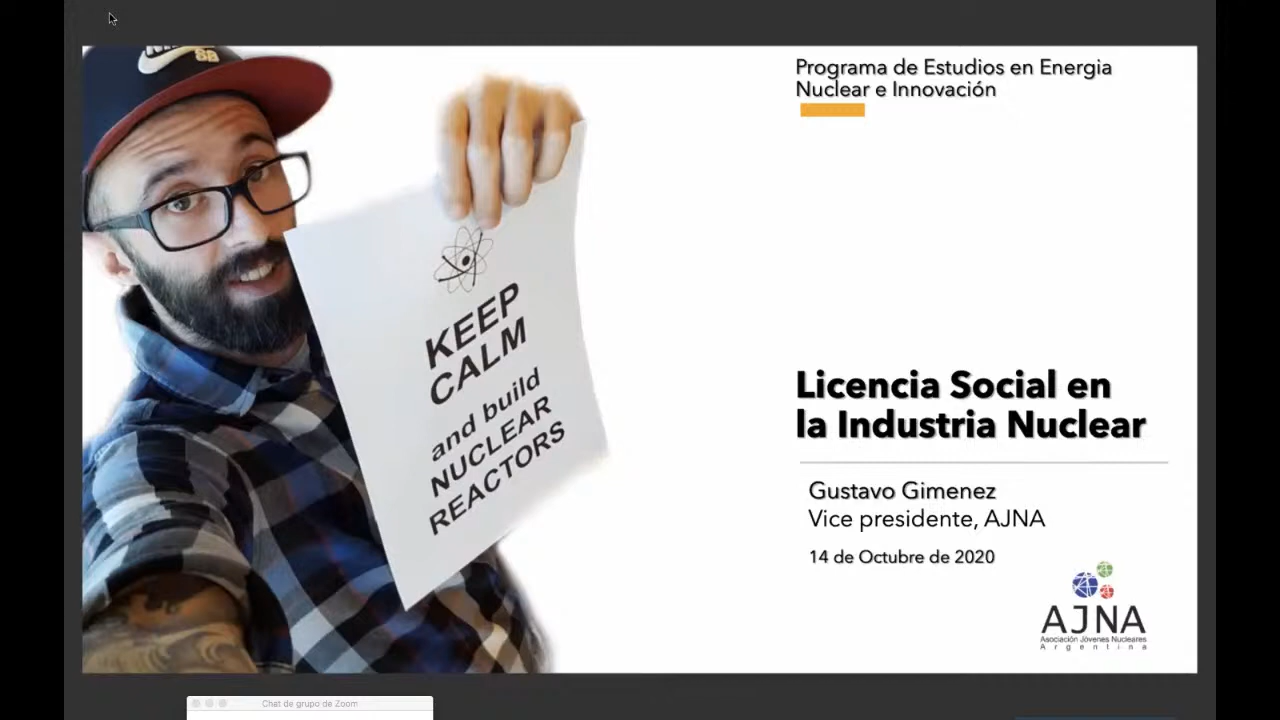 SB
Programa de Estudios en Energia
Nuclear e Innovación
KEEP
CALM
and build
NUCLEAR
REACTORS
Licencia Social en
la Industria Nuclear
Gustavo Gimenez
Vice presidente, AJNA
14 de Octubre de 2020
AJNA
Asociación Jóvenes Nucleares
Argentina
Chat de grupo de Zoom